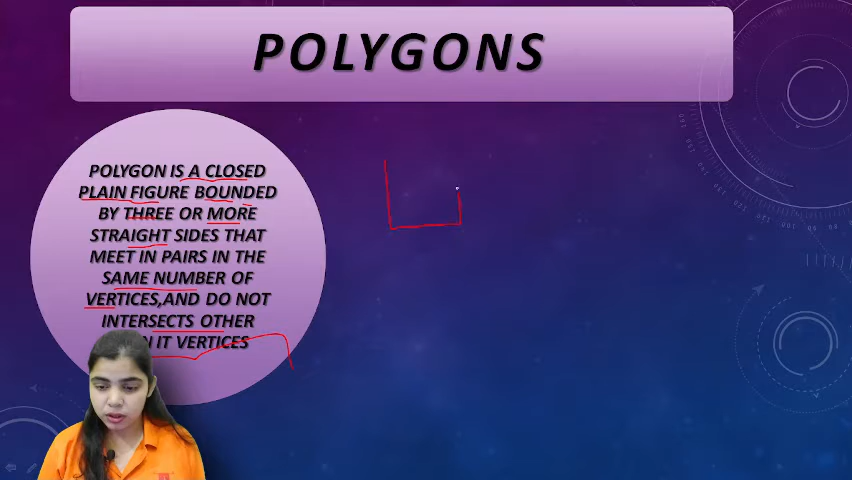 POLYGONS
POLYGON IS A CLOSED
PLAIN FIGURE BOUNDED
BY THREE OR MORE
STRAIGHT SIDES THAT
MEET IN PAIRS IN THE
SAME NUMBER OF
VERTICES,AND DO NOT
INTERSECTS OTHER
IT VERTICES